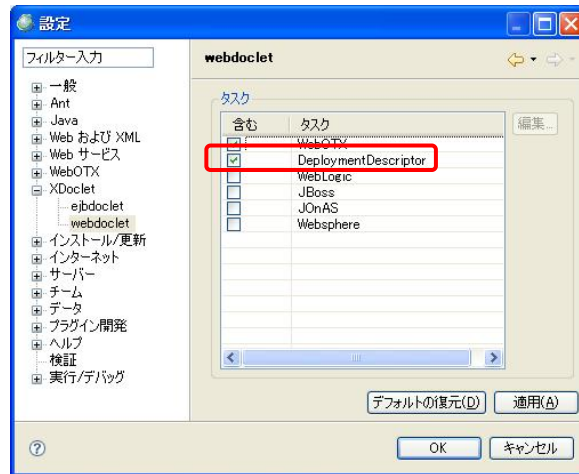 設定
フィルター入力
webdoclet
一般
Ant
Java
Web および XML
Web サービス
WebOTX
XDoclet
ejbdoclet
webdoclet
インストール/更新
インターネット
サーバー
チーム
データ
プラグイン開発
ヘルプ
検証
実行/デバッグ
タスク
含む タスク
編集...
WebOTX
DeploymentDescriptor
WebLogic
JBoss
JOnAS
Websphere
デフォルトの復元(D) 適用(A)
OK キャンセル